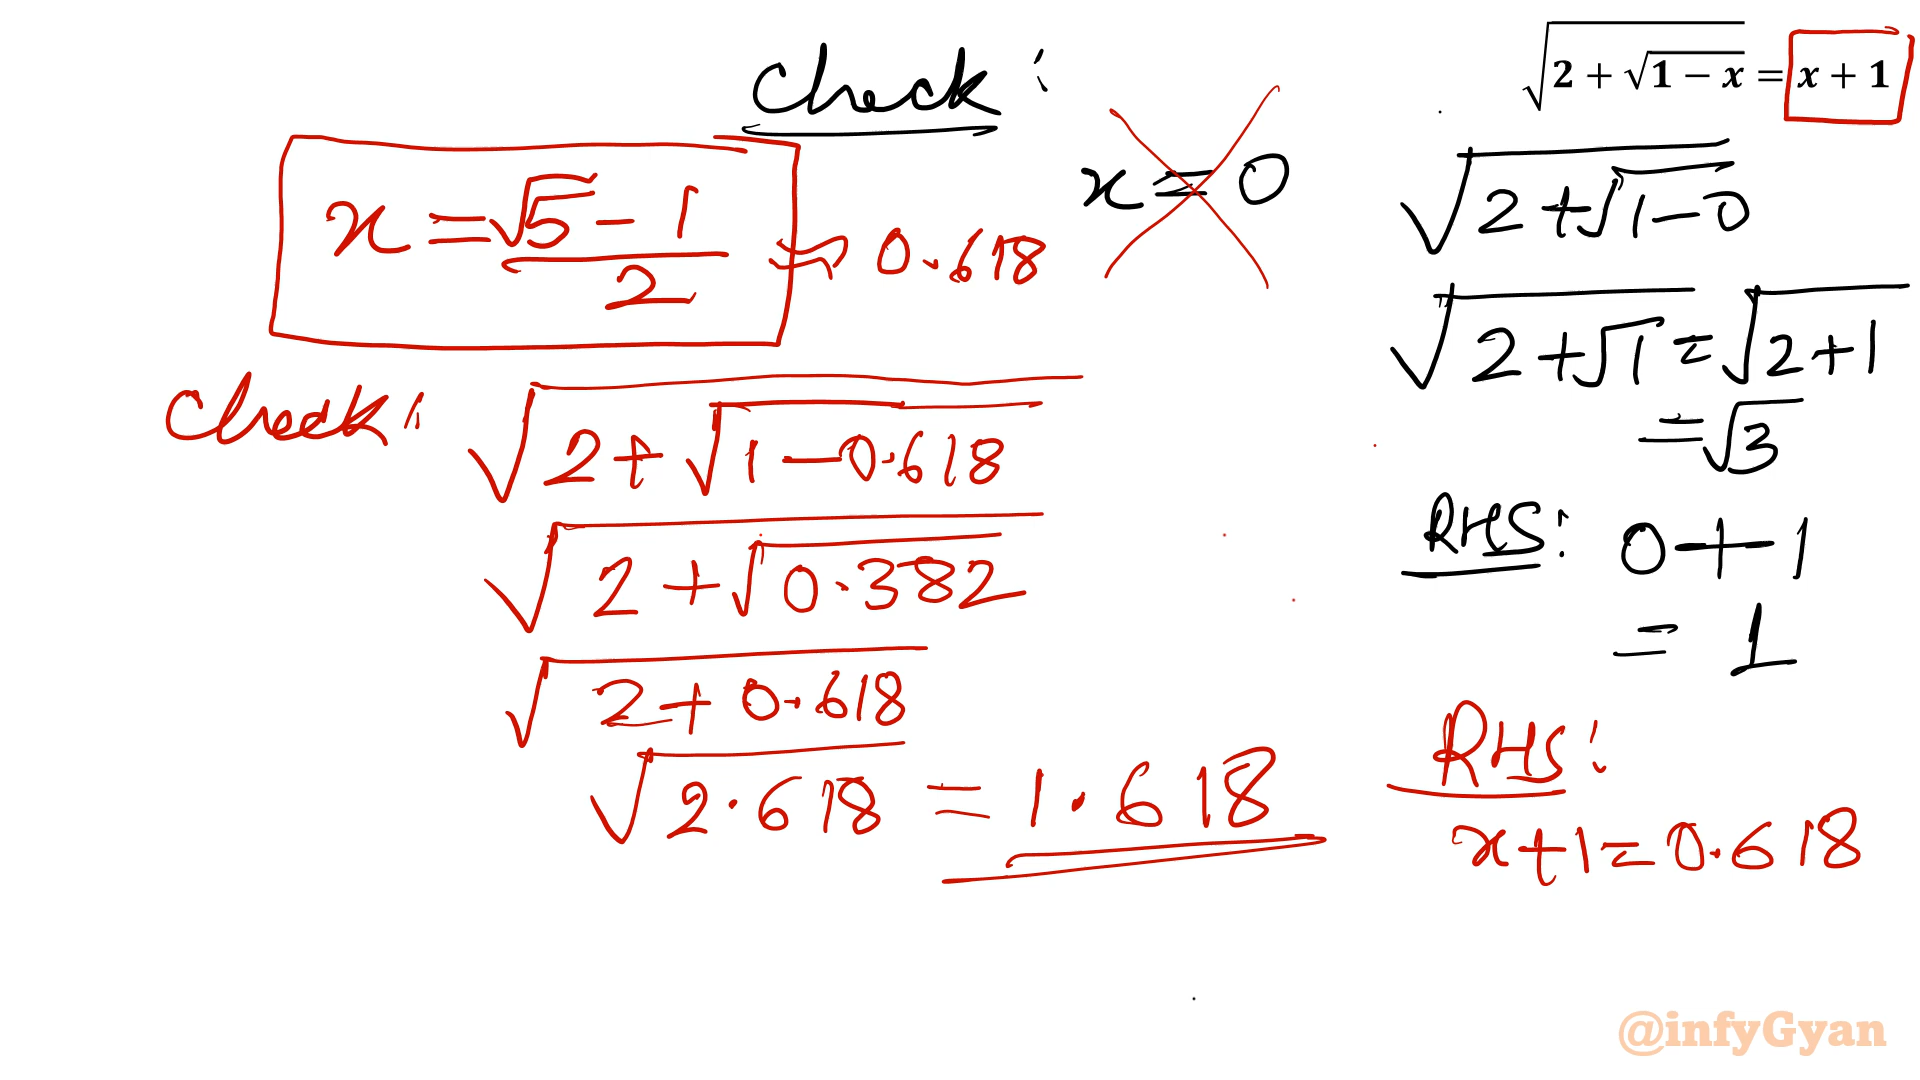 Check:
√(2 + √(1 − x)) = x + 1
x = (√5 − 1)/2 ≈ 0.618
x = 0
√(2 + √(1 − 0))
√(2 + √1) = √(2 + 1)
= √3
RHS: 0 + 1
= 1
Check: √(2 + √(1 − 0.618))
√(2 + √0.382)
√(2 + 0.618)
√2.618 = 1.618
RHS:
x + 1 = 0.618
@infyGyan